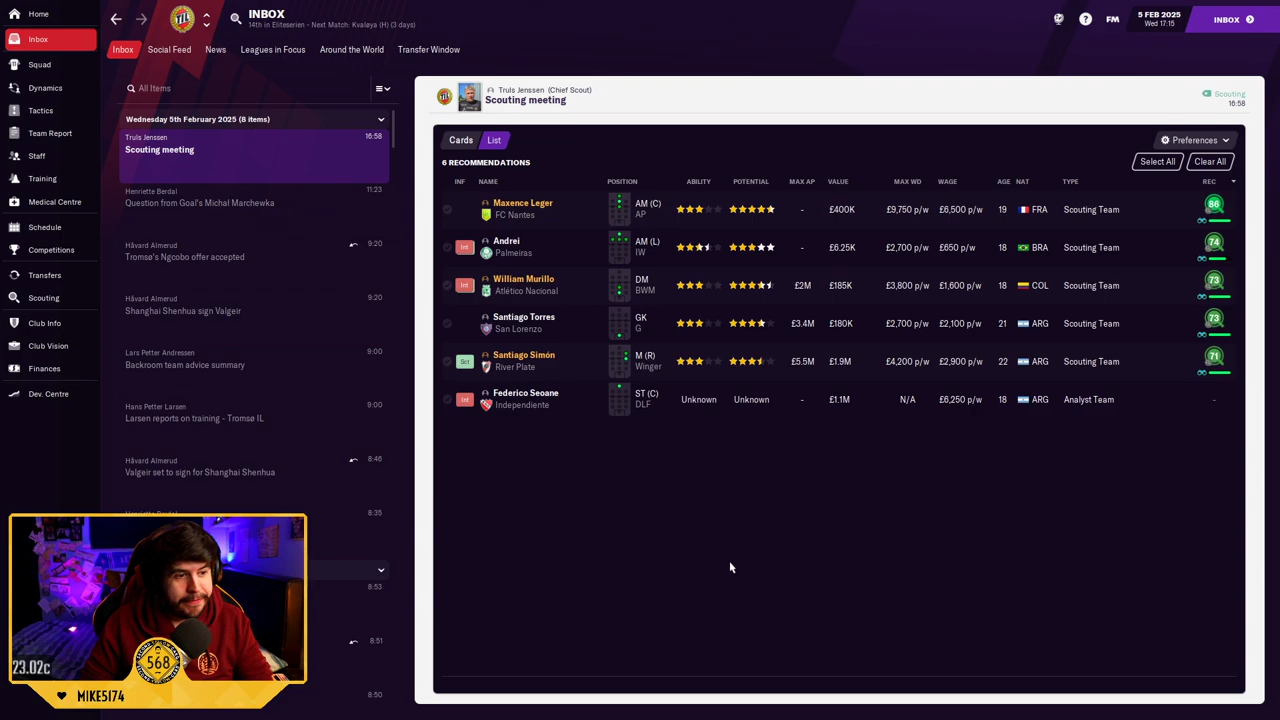 Home
Inbox
Squad
Dynamics
Tactics
Team Report
Staff
Training
Medical Centre
Schedule
Competitions
Transfers
Scouting
Club Info
Club Vision
Finances
Dev. Centre
INBOX
14th in Eliteserien - Next Match: Kvaløya (H) (3 days)
FM
5 FEB 2025
Wed 17:15
INBOX
Inbox
Social Feed
News
Leagues in Focus
Around the World
Transfer Window
All Items
Wednesday 5th February 2025 (8 items)
Truls Jenssen 16:58
Scouting meeting
Henriette Berdal 11:23
Question from Goal's Michal Marchewka
Håvard Almerud 9:20
Tromsø's Ngcobo offer accepted
Håvard Almerud 9:20
Shanghai Shenhua sign Valgeir
Lars Petter Andressen 9:00
Backroom team advice summary
Hans Petter Larsen 9:00
Larsen reports on training - Tromsø IL
Håvard Almerud 8:46
Valgeir set to sign for Shanghai Shenhua
8:35
8:53
8:51
8:50
TIL
Truls Jenssen (Chief Scout)
Scouting meeting
Scouting
16:58
Cards
List
Preferences
6 RECOMMENDATIONS
Select All
Clear All
INF NAME POSITION ABILITY POTENTIAL MAX AP VALUE MAX WD WAGE AGE NAT TYPE REC
Maxence Leger AM (C) - £400K £9,750 p/w £6,500 p/w 19 FRA Scouting Team 86
FC Nantes AP
Int Andrei AM (L) - £6.25K £2,700 p/w £650 p/w 18 BRA Scouting Team 74
Palmeiras IW
Int William Murillo DM £2M £185K £3,800 p/w £1,600 p/w 18 COL Scouting Team 73
Atlético Nacional BWM
Santiago Torres GK £3.4M £180K £2,700 p/w £2,100 p/w 21 ARG Scouting Team 73
San Lorenzo G
Set Santiago Simón M (R) £5.5M £1.9M £4,200 p/w £2,900 p/w 22 ARG Scouting Team 71
River Plate Winger
Int Federico Seoane ST (C) Unknown Unknown - £1.1M N/A £6,250 p/w 18 ARG Analyst Team -
Independiente DLF
23.02c
568
MIKE5174